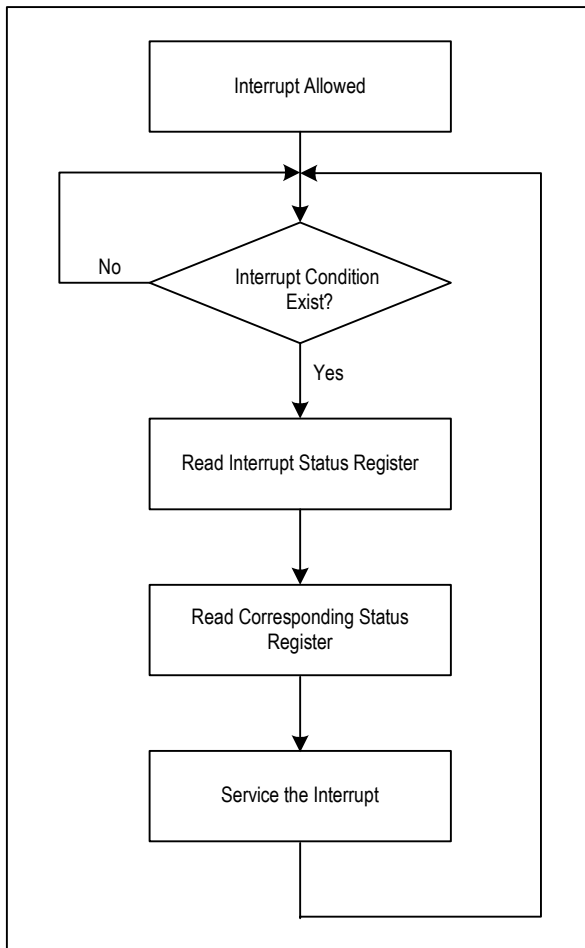 Interrupt Allowed
Interrupt Condition
Exist?
No
Yes
Read Interrupt Status Register
Read Corresponding Status
Register
Service the Interrupt